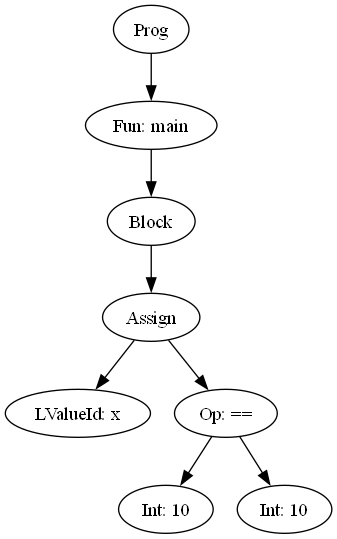 Prog
Fun: main
Block
Assign
LValueId: x
Op: ==
Int: 10
Int: 10